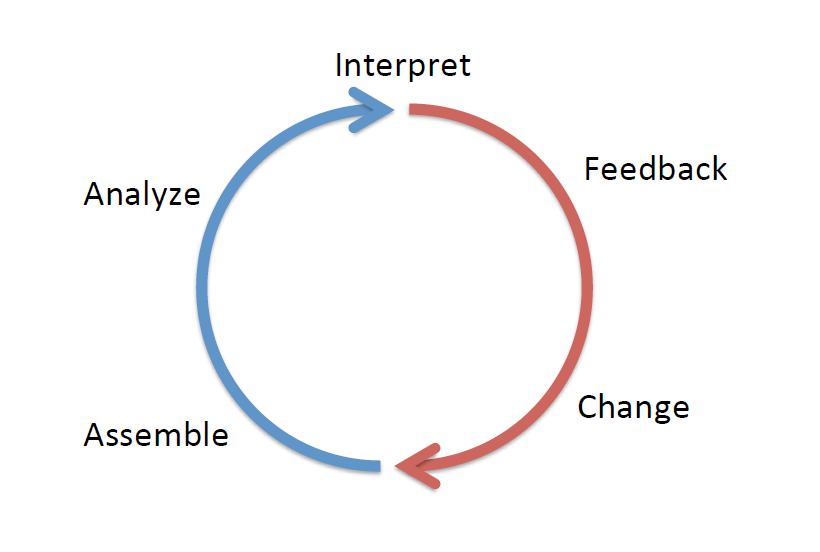 Interpret
Feedback
Analyze
Change
Assemble